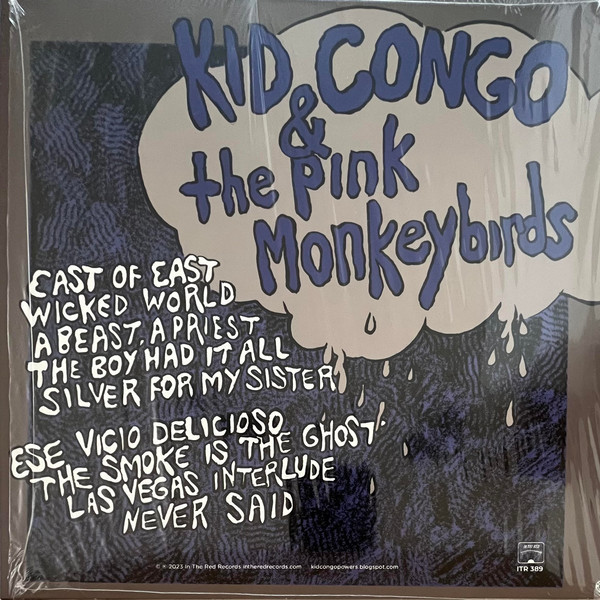 KID CONGO
&
the pink
Monkeybirds
CAST OF EAST
WICKED WORLD
A BEAST, A PRIEST
THE BOY HAD IT ALL
SILVER FOR MY SISTER
ESE VICIO DELICIOSO
THE SMOKE IS THE GHOST
LAS VEGAS INTERLUDE
NEVER SAID
© ℗ 2023 In The Red Records intheredrecords.com kidcongopowers.blogspot.com
ITR 389